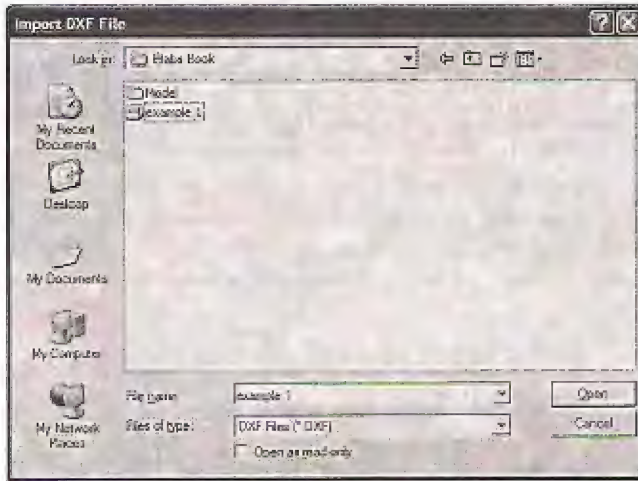 Import DXF File
Look in:
Etabs Book
Model
example 1
My Recent
Documents
Desktop
My Documents
My Computer
My Network
Places
File name:
example 1
Open
Files of type:
DXF Files (*.DXF)
Cancel
Open as read-only